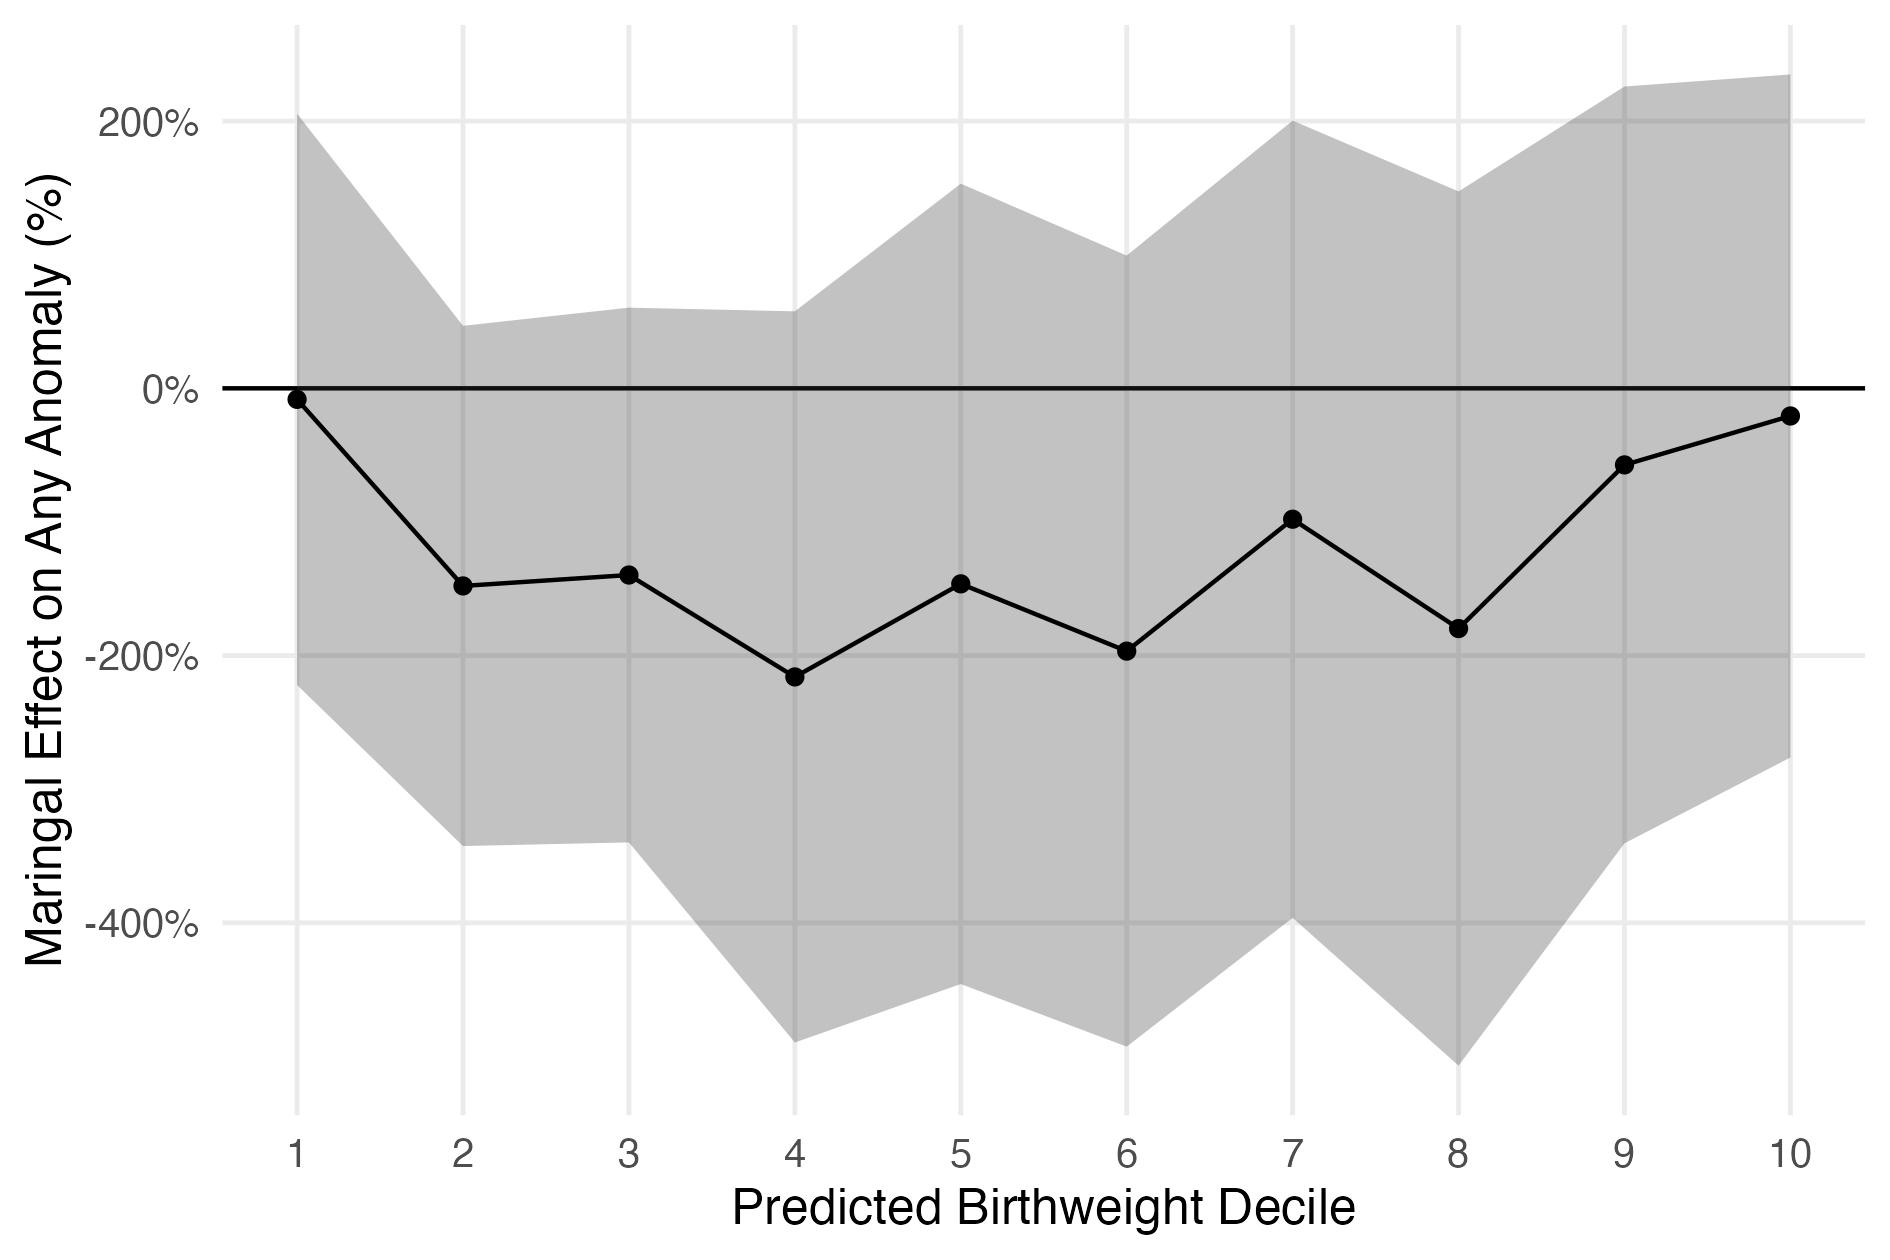 Maringal Effect on Any Anomaly (%)
200%
0%
-200%
-400%
1 2 3 4 5 6 7 8 9 10
Predicted Birthweight Decile